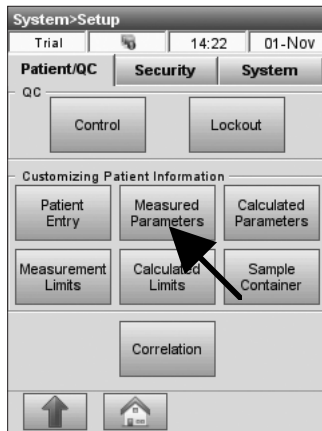 System>Setup
Trial 14:22 01-Nov
Patient/QC Security System
QC
Control Lockout
Customizing Patient Information
Patient Entry Measured Parameters Calculated Parameters
Measurement Limits Calculated Limits Sample Container
Correlation